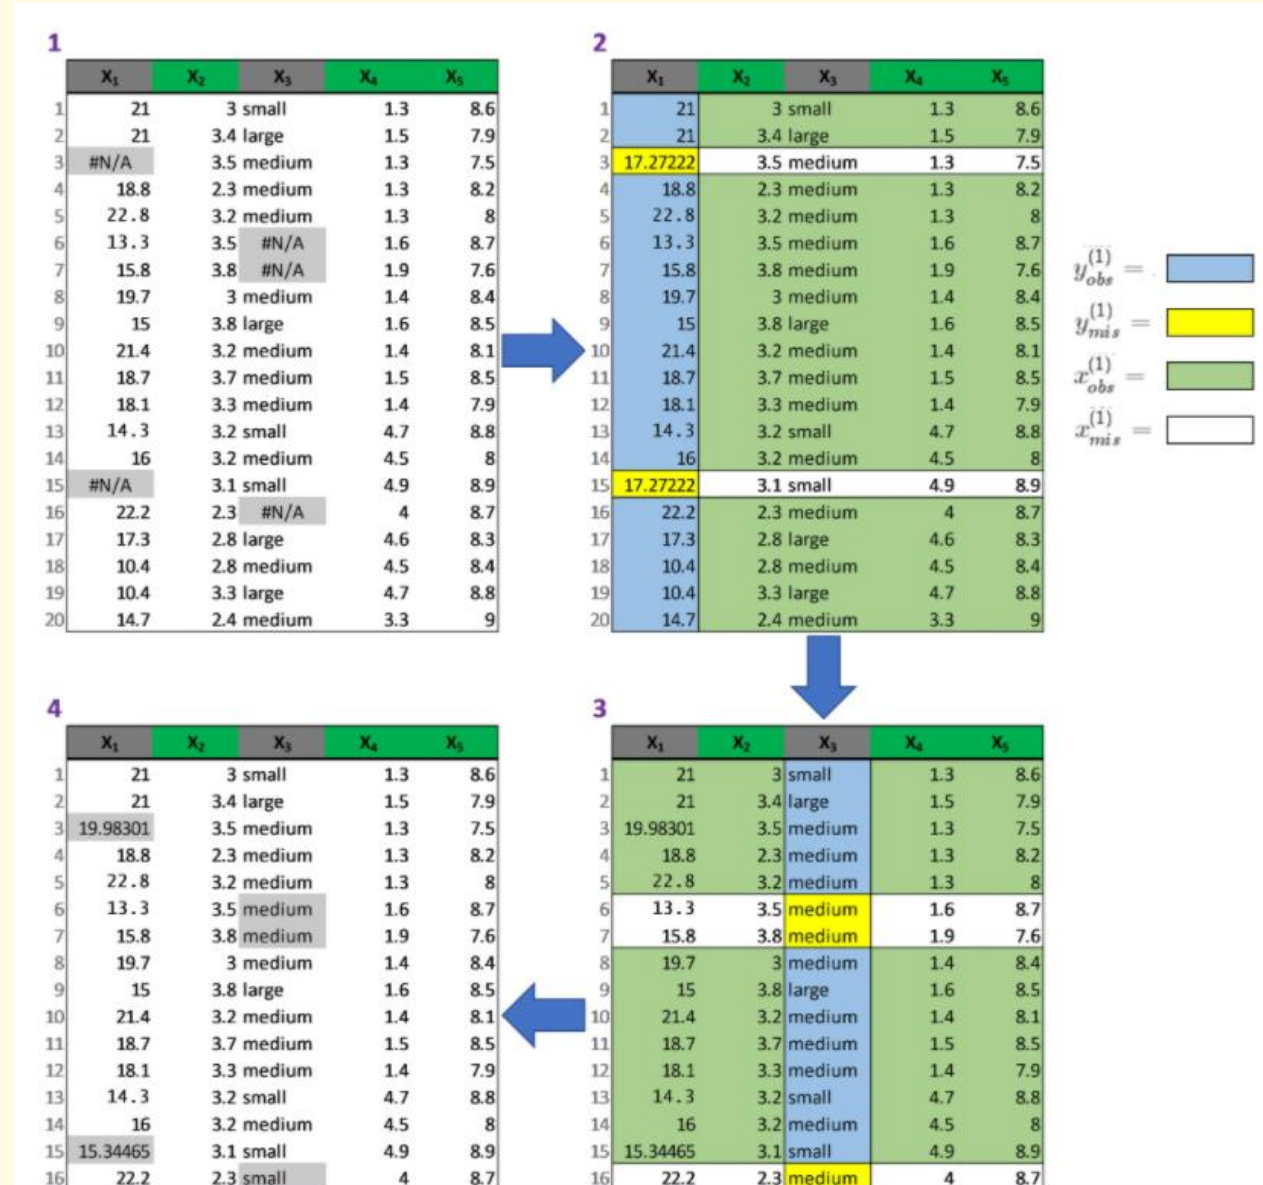 1
X₁ X₂ X₃ X₄ X₅
1 21 3 small 1.3 8.6
2 21 3.4 large 1.5 7.9
3 #N/A 3.5 medium 1.3 7.5
4 18.8 2.3 medium 1.3 8.2
5 22.8 3.2 medium 1.3 8
6 13.3 3.5 #N/A 1.6 8.7
7 15.8 3.8 #N/A 1.9 7.6
8 19.7 3 medium 1.4 8.4
9 15 3.8 large 1.6 8.5
10 21.4 3.2 medium 1.4 8.1
11 18.7 3.7 medium 1.5 8.5
12 18.1 3.3 medium 1.4 7.9
13 14.3 3.2 small 4.7 8.8
14 16 3.2 medium 4.5 8
15 #N/A 3.1 small 4.9 8.9
16 22.2 2.3 #N/A 4 8.7
17 17.3 2.8 large 4.6 8.3
18 10.4 2.8 medium 4.5 8.4
19 10.4 3.3 large 4.7 8.8
20 14.7 2.4 medium 3.3 9
2
X₁ X₂ X₃ X₄ X₅
1 21 3 small 1.3 8.6
2 21 3.4 large 1.5 7.9
3 17.27222 3.5 medium 1.3 7.5
4 18.8 2.3 medium 1.3 8.2
5 22.8 3.2 medium 1.3 8
6 13.3 3.5 medium 1.6 8.7
7 15.8 3.8 medium 1.9 7.6
8 19.7 3 medium 1.4 8.4
9 15 3.8 large 1.6 8.5
10 21.4 3.2 medium 1.4 8.1
11 18.7 3.7 medium 1.5 8.5
12 18.1 3.3 medium 1.4 7.9
13 14.3 3.2 small 4.7 8.8
14 16 3.2 medium 4.5 8
15 17.27222 3.1 small 4.9 8.9
16 22.2 2.3 medium 4 8.7
17 17.3 2.8 large 4.6 8.3
18 10.4 2.8 medium 4.5 8.4
19 10.4 3.3 large 4.7 8.8
20 14.7 2.4 medium 3.3 9
y_obs^(1) =
y_mis^(1) =
x_obs^(1) =
x_mis^(1) =
4
X₁ X₂ X₃ X₄ X₅
1 21 3 small 1.3 8.6
2 21 3.4 large 1.5 7.9
3 19.98301 3.5 medium 1.3 7.5
4 18.8 2.3 medium 1.3 8.2
5 22.8 3.2 medium 1.3 8
6 13.3 3.5 medium 1.6 8.7
7 15.8 3.8 medium 1.9 7.6
8 19.7 3 medium 1.4 8.4
9 15 3.8 large 1.6 8.5
10 21.4 3.2 medium 1.4 8.1
11 18.7 3.7 medium 1.5 8.5
12 18.1 3.3 medium 1.4 7.9
13 14.3 3.2 small 4.7 8.8
14 16 3.2 medium 4.5 8
15 15.34465 3.1 small 4.9 8.9
16 22.2 2.3 small 4 8.7
3
X₁ X₂ X₃ X₄ X₅
1 21 3 small 1.3 8.6
2 21 3.4 large 1.5 7.9
3 19.98301 3.5 medium 1.3 7.5
4 18.8 2.3 medium 1.3 8.2
5 22.8 3.2 medium 1.3 8
6 13.3 3.5 medium 1.6 8.7
7 15.8 3.8 medium 1.9 7.6
8 19.7 3 medium 1.4 8.4
9 15 3.8 large 1.6 8.5
10 21.4 3.2 medium 1.4 8.1
11 18.7 3.7 medium 1.5 8.5
12 18.1 3.3 medium 1.4 7.9
13 14.3 3.2 small 4.7 8.8
14 16 3.2 medium 4.5 8
15 15.34465 3.1 small 4.9 8.9
16 22.2 2.3 medium 4 8.7